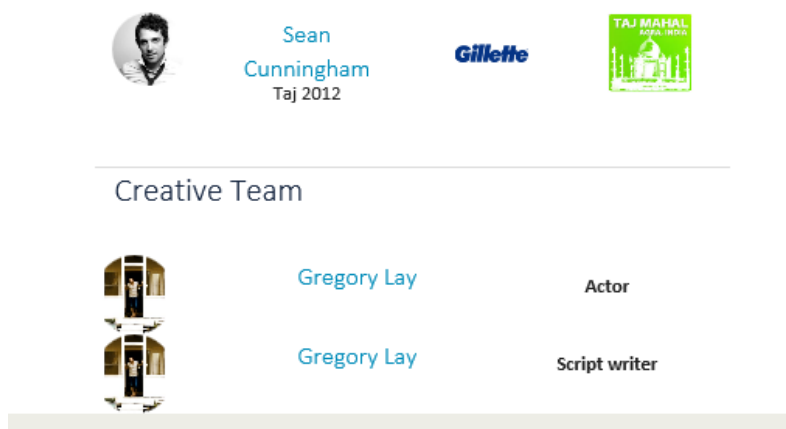 Sean
Cunningham
Taj 2012
Gillette
TAJ MAHAL
AGRA, INDIA
Creative Team
Gregory Lay
Actor
Gregory Lay
Script writer